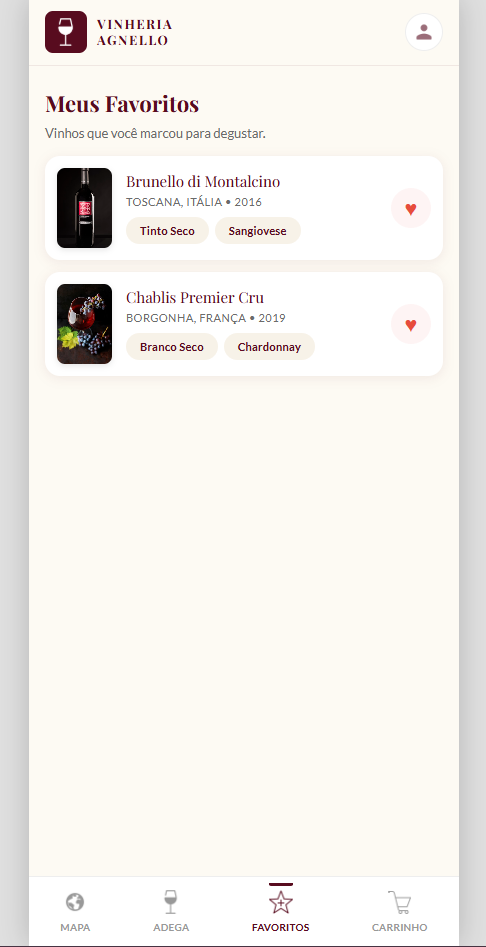 VINHERIA
AGNELLO
Meus Favoritos
Vinhos que você marcou para degustar.
Brunello di Montalcino
TOSCANA, ITÁLIA • 2016
Tinto Seco Sangiovese
Chablis Premier Cru
BORGONHA, FRANÇA • 2019
Branco Seco Chardonnay
MAPA ADEGA FAVORITOS CARRINHO